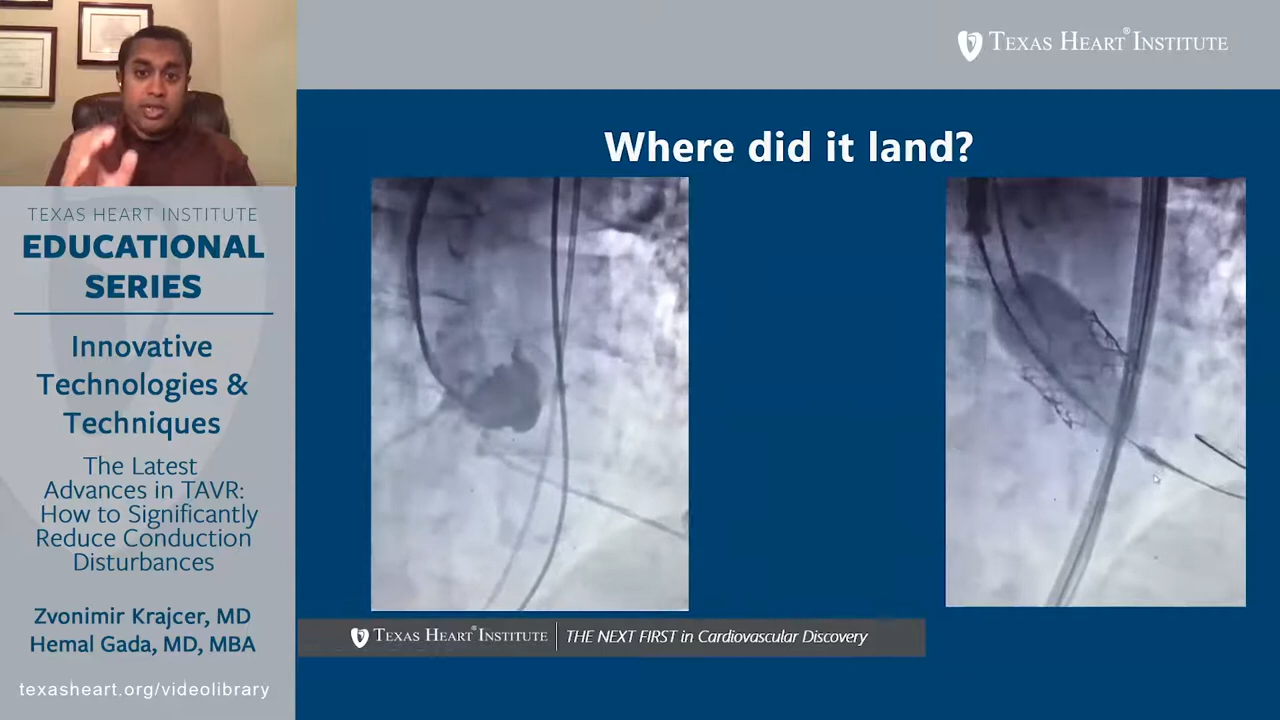 TEXAS HEART® INSTITUTE
Where did it land?
TEXAS HEART INSTITUTE
EDUCATIONAL
SERIES
Innovative
Technologies &
Techniques
The Latest
Advances in TAVR:
How to Significantly
Reduce Conduction
Disturbances
Zvonimir Krajcer, MD
Hemal Gada, MD, MBA
texasheart.org/videolibrary
TEXAS HEART® INSTITUTE THE NEXT FIRST in Cardiovascular Discovery